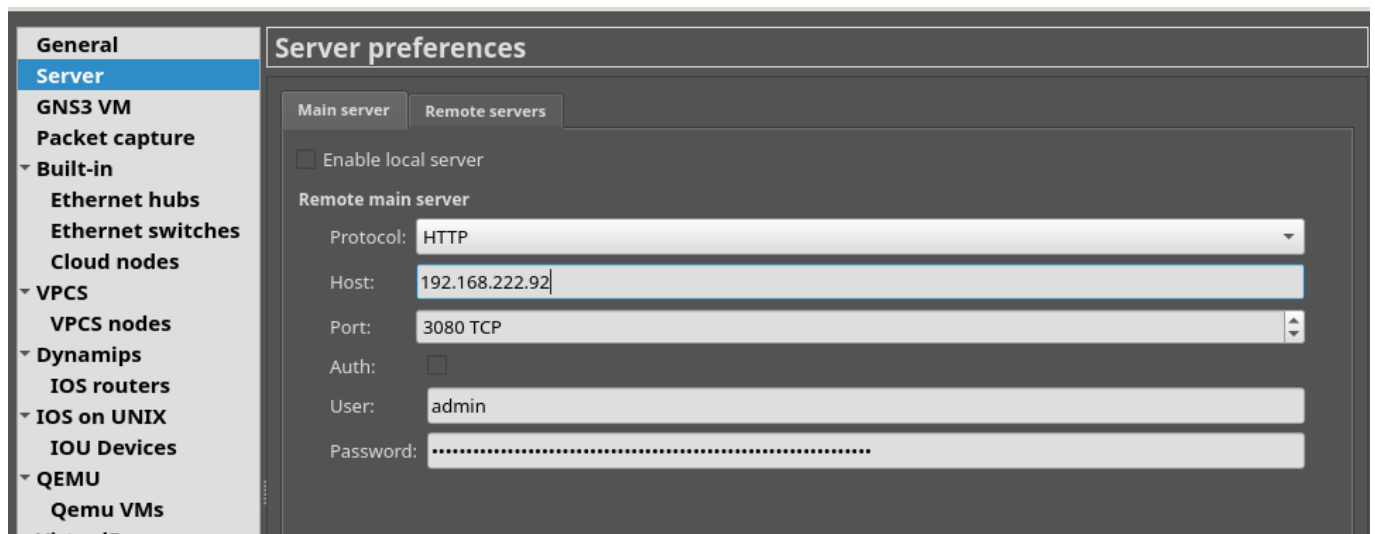 General
Server
GNS3 VM
Packet capture
Built-in
Ethernet hubs
Ethernet switches
Cloud nodes
VPCS
VPCS nodes
Dynamips
IOS routers
IOS on UNIX
IOU Devices
QEMU
Qemu VMs
Server preferences
Main server Remote servers
Enable local server
Remote main server
Protocol: HTTP
Host: 192.168.222.92
Port: 3080 TCP
Auth:
User: admin
Password: